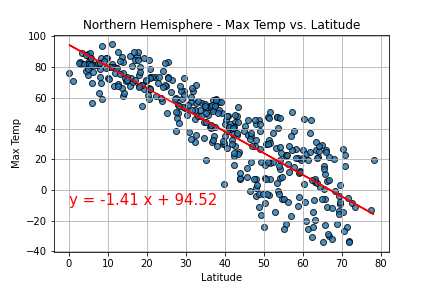 Northern Hemisphere - Max Temp vs. Latitude
100
80
60
40
20
0
−20
−40
Max Temp
y = -1.41 x + 94.52
0 10 20 30 40 50 60 70 80
Latitude